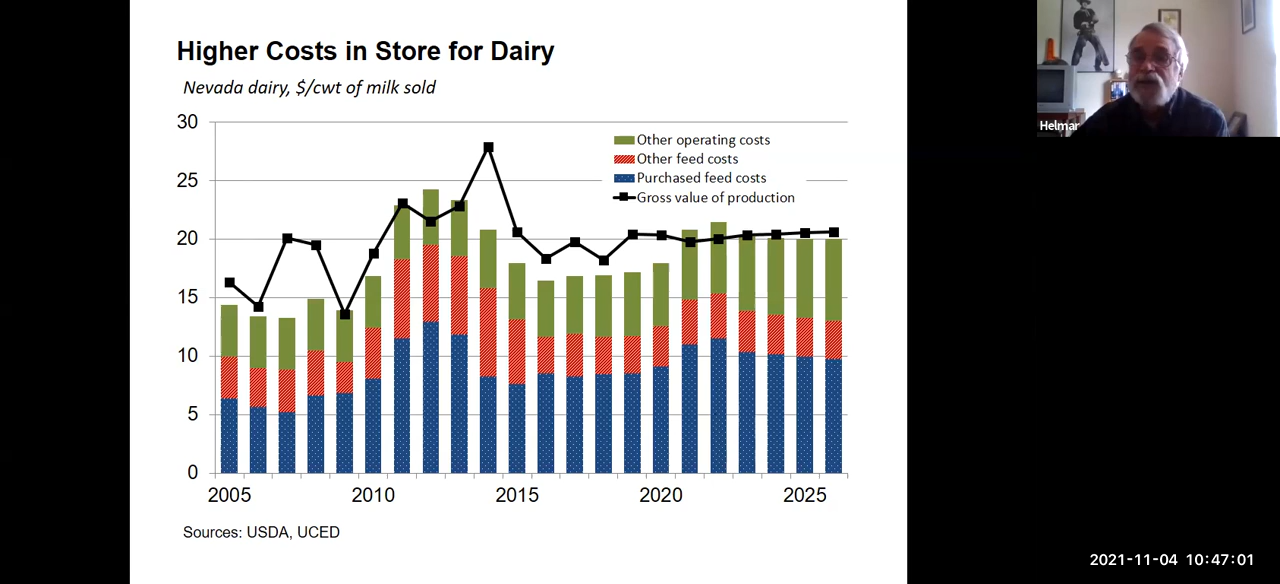 Higher Costs in Store for Dairy
Nevada dairy, $/cwt of milk sold
30
25
20
15
10
5
0
Other operating costs
Other feed costs
Purchased feed costs
Gross value of production
2005
2010
2015
2020
2025
Sources: USDA, UCED
Helmar
2021-11-04 10:47:01